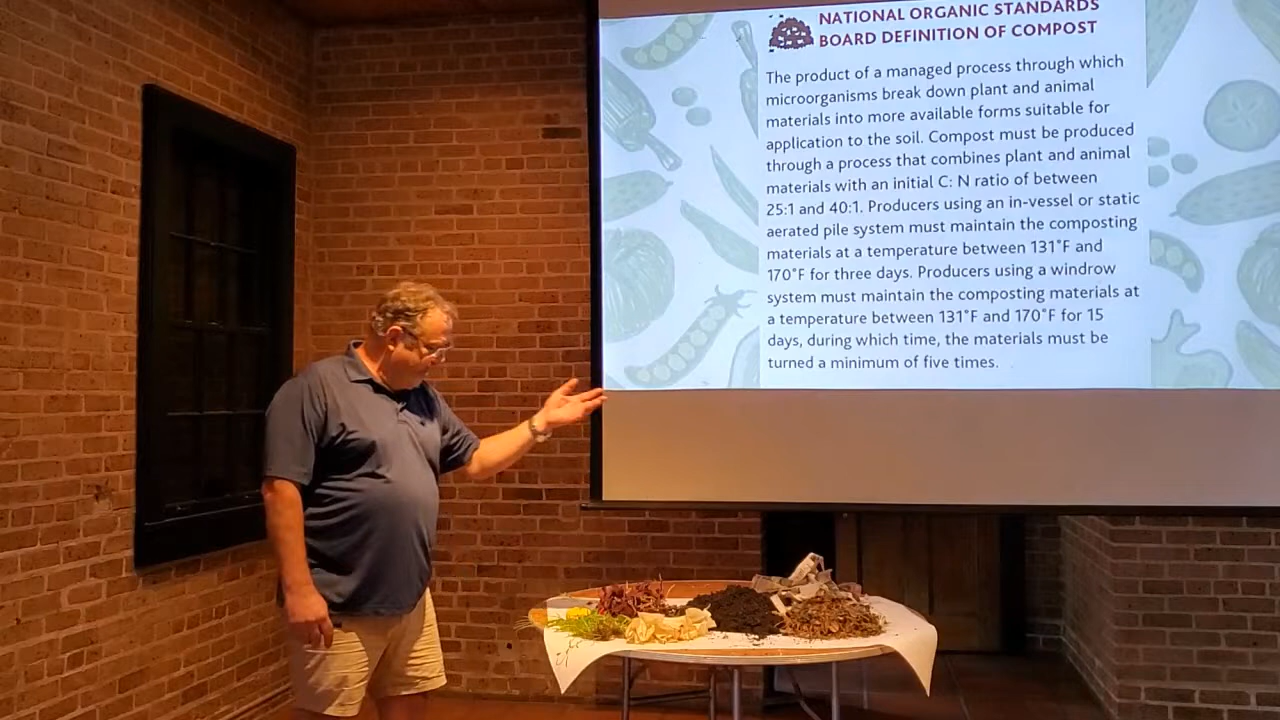 NATIONAL ORGANIC STANDARDS
BOARD DEFINITION OF COMPOST
The product of a managed process through which
microorganisms break down plant and animal
materials into more available forms suitable for
application to the soil. Compost must be produced
through a process that combines plant and animal
materials with an initial C: N ratio of between
25:1 and 40:1. Producers using an in-vessel or static
aerated pile system must maintain the composting
materials at a temperature between 131°F and
170°F for three days. Producers using a windrow
system must maintain the composting materials at
a temperature between 131°F and 170°F for 15
days, during which time, the materials must be
turned a minimum of five times.